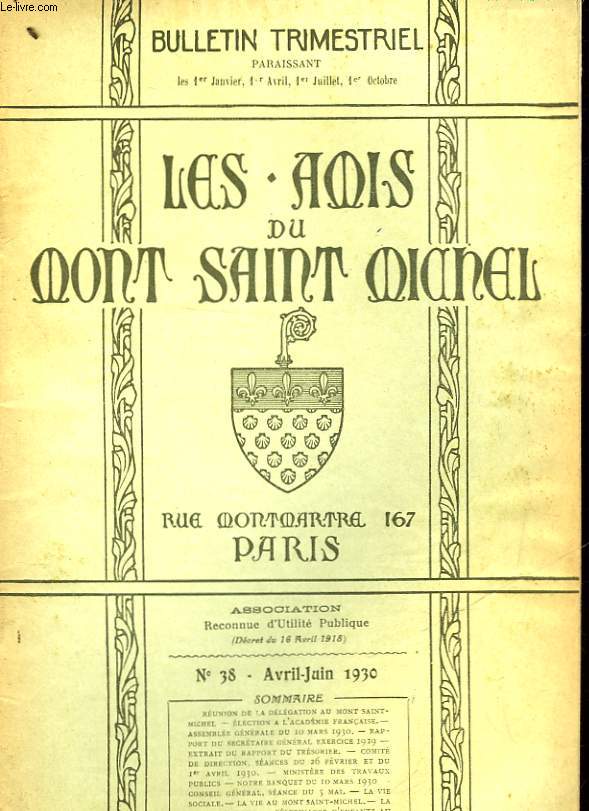 Le-livre.com
BULLETIN TRIMESTRIEL
PARAISSANT
les 1er Janvier, 1er Avril, 1er Juillet, 1er Octobre
LES · AMIS
DU
MONT SAINT MICHEL
RUE MONTMARTRE 167
PARIS
ASSOCIATION
Reconnue d'Utilité Publique
(Décret du 16 Avril 1918)
No 38 - Avril-Juin 1930
SOMMAIRE
RÉUNION DE LA DÉLÉGATION AU MONT SAINT-
MICHEL — ÉLECTION A L'ACADÉMIE FRANÇAISE. —
ASSEMBLÉE GÉNÉRALE DU 10 MARS 1930. — RAP-
PORT DU SECRÉTAIRE GÉNÉRAL EXERCICE 1929 —
EXTRAIT DU RAPPORT DU TRÉSORIER. — COMITÉ
DE DIRECTION, SÉANCES DU 26 FÉVRIER ET DU
1er AVRIL 1930. — MINISTÈRE DES TRAVAUX
PUBLICS — NOTRE BANQUET DU 10 MARS 1930
CONSEIL GÉNÉRAL, SÉANCE DU 5 MAI. — LA VIE
SOCIALE. — LA VIE AU MONT SAINT-MICHEL. — LA